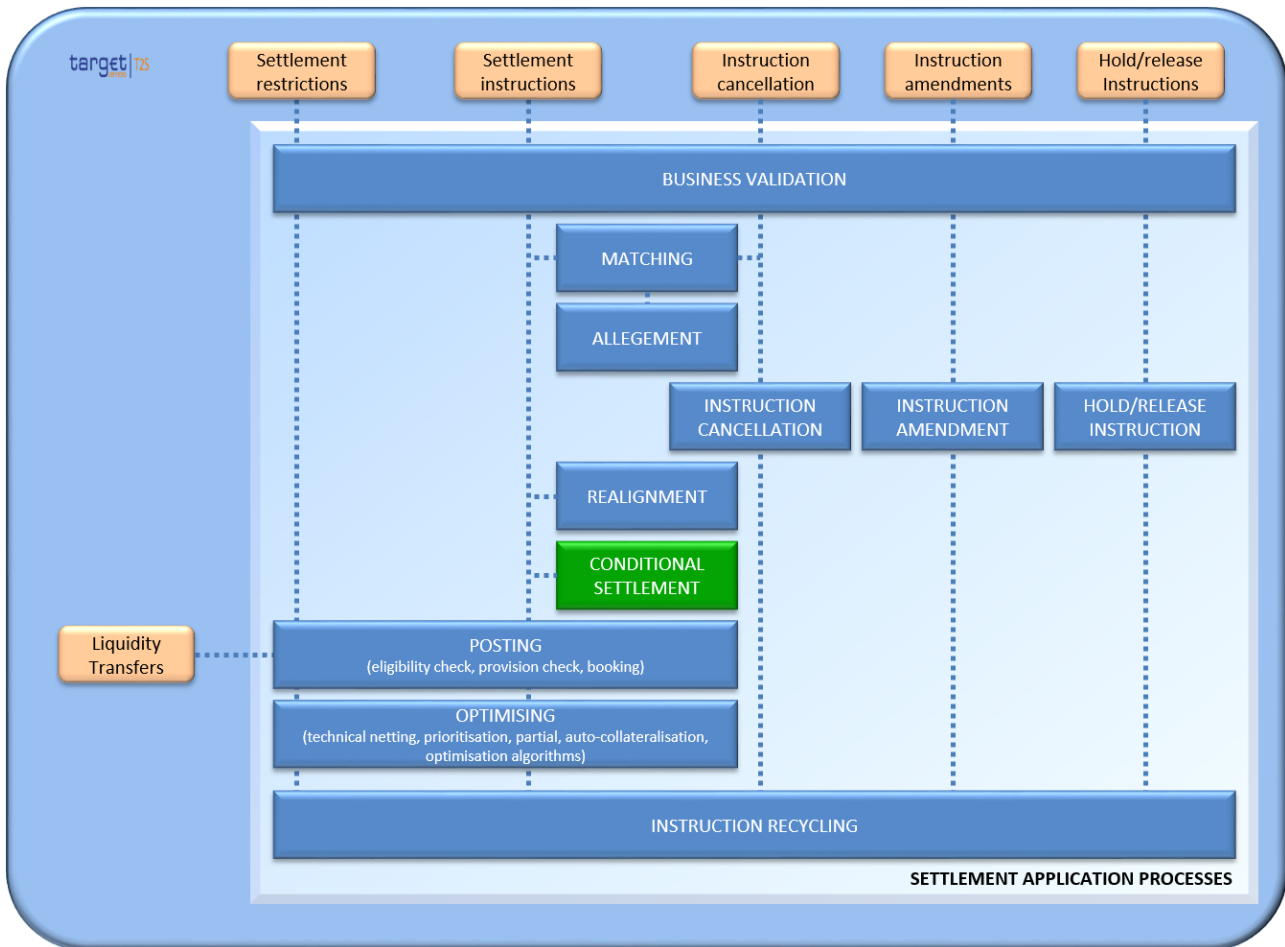 target|T2S
Settlement
restrictions
Settlement
instructions
Instruction
cancellation
Instruction
amendments
Hold/release
Instructions
BUSINESS VALIDATION
MATCHING
ALLEGEMENT
INSTRUCTION
CANCELLATION
INSTRUCTION
AMENDMENT
HOLD/RELEASE
INSTRUCTION
REALIGNMENT
CONDITIONAL
SETTLEMENT
Liquidity
Transfers
POSTING
(eligibility check, provision check, booking)
OPTIMISING
(technical netting, prioritisation, partial, auto-collateralisation,
optimisation algorithms)
INSTRUCTION RECYCLING
SETTLEMENT APPLICATION PROCESSES